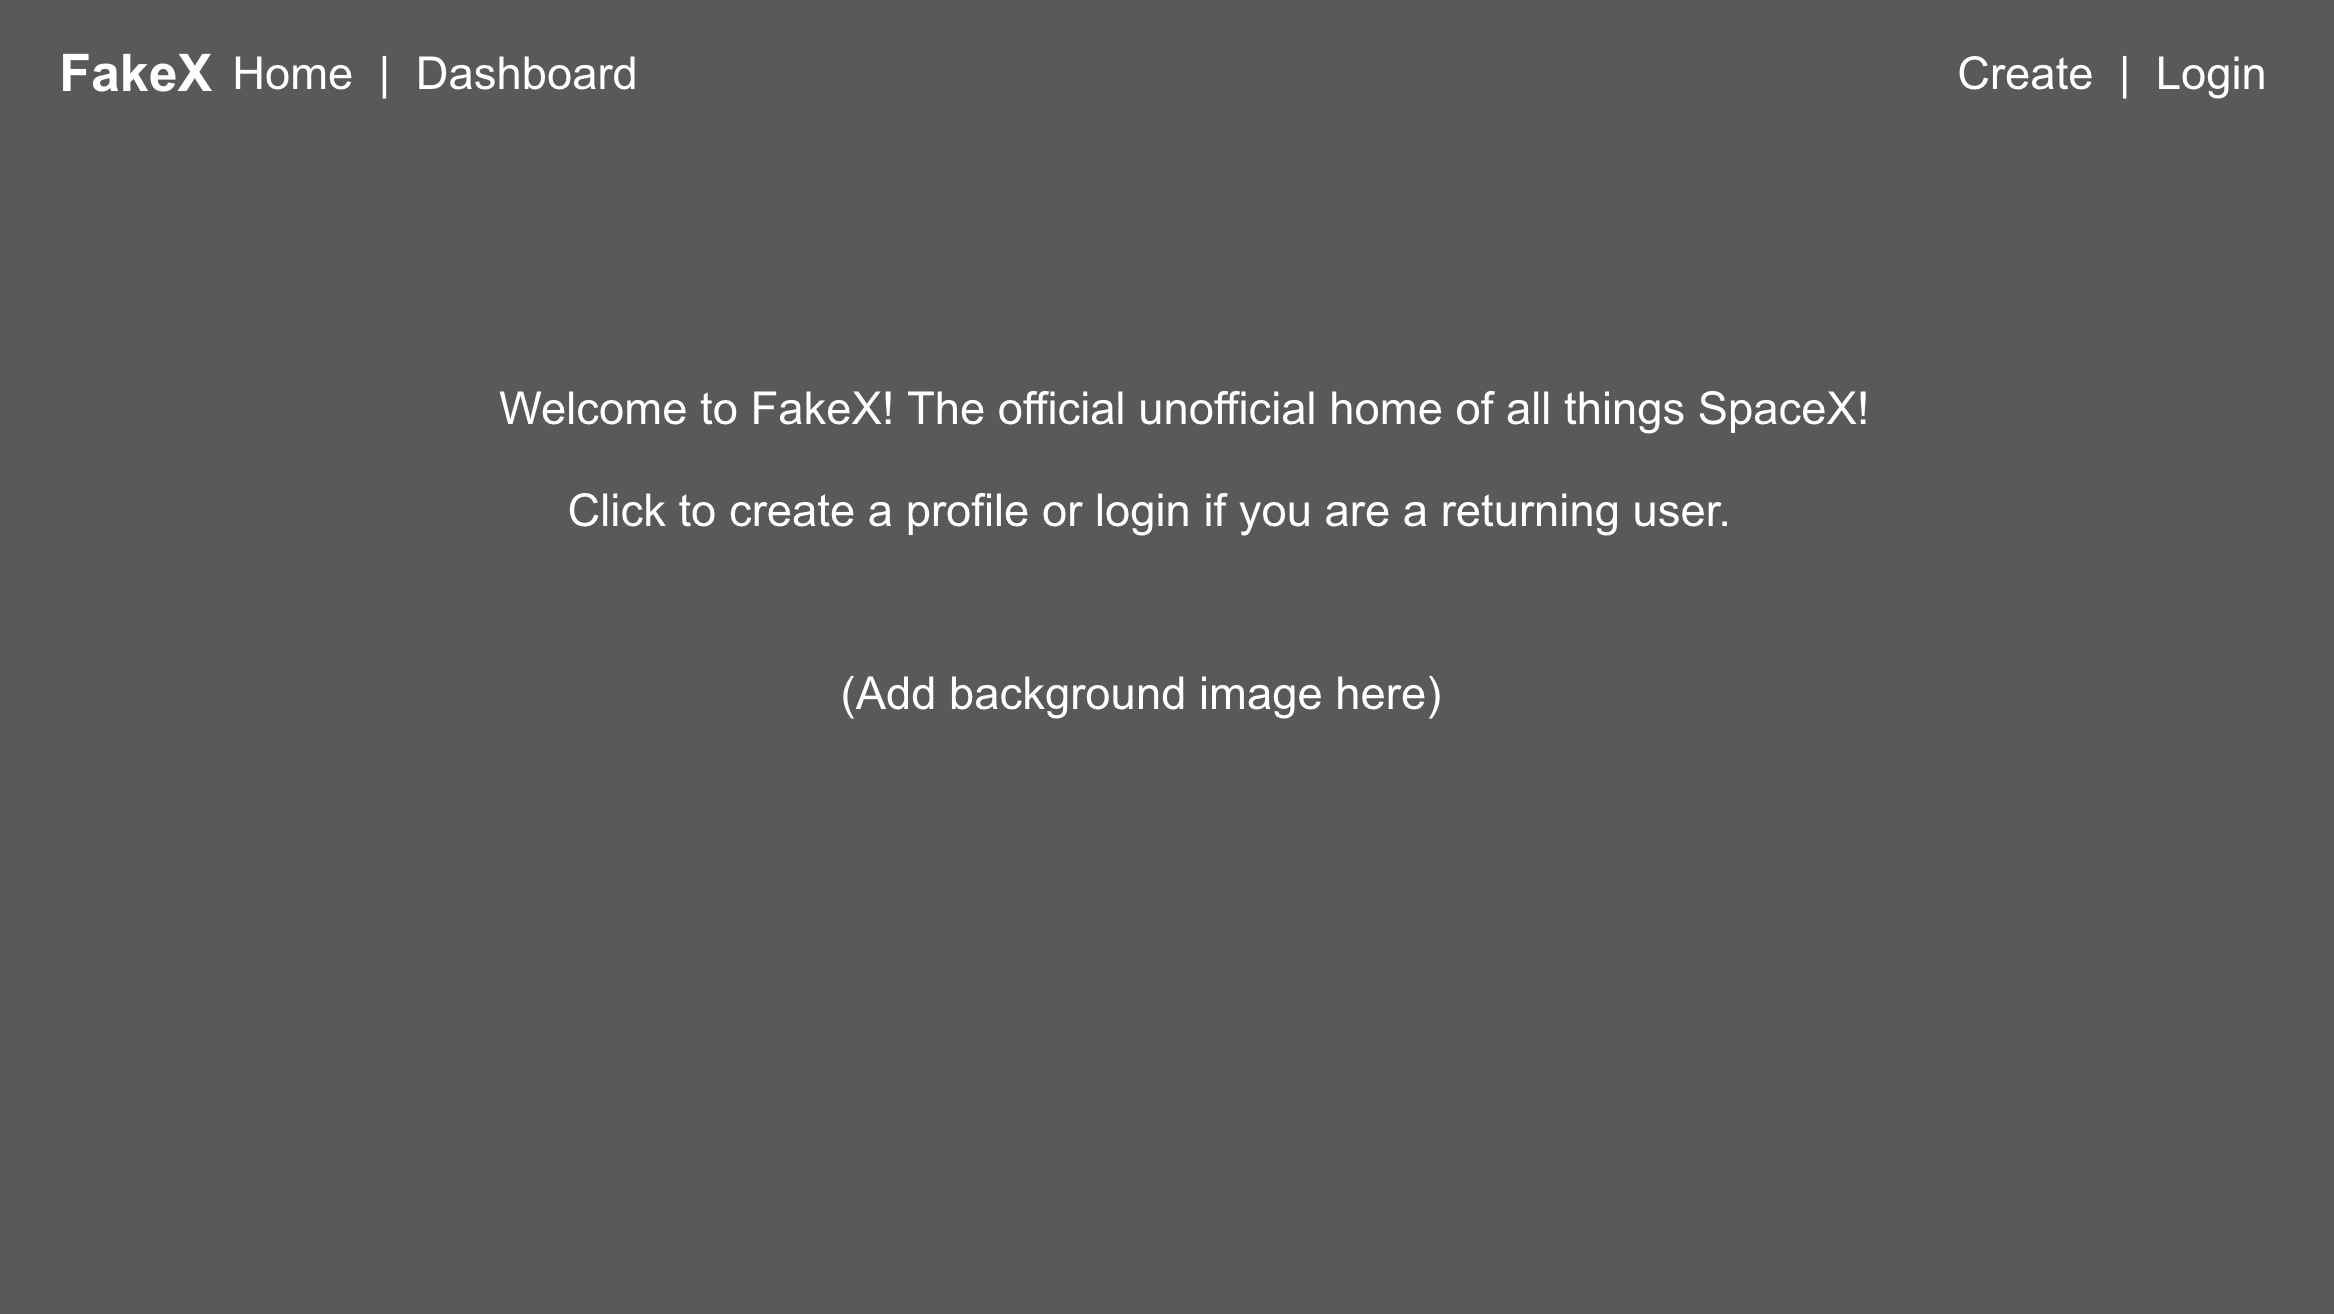 FakeX Home | Dashboard Create | Login
Welcome to FakeX! The official unofficial home of all things SpaceX!
Click to create a profile or login if you are a returning user.
(Add background image here)